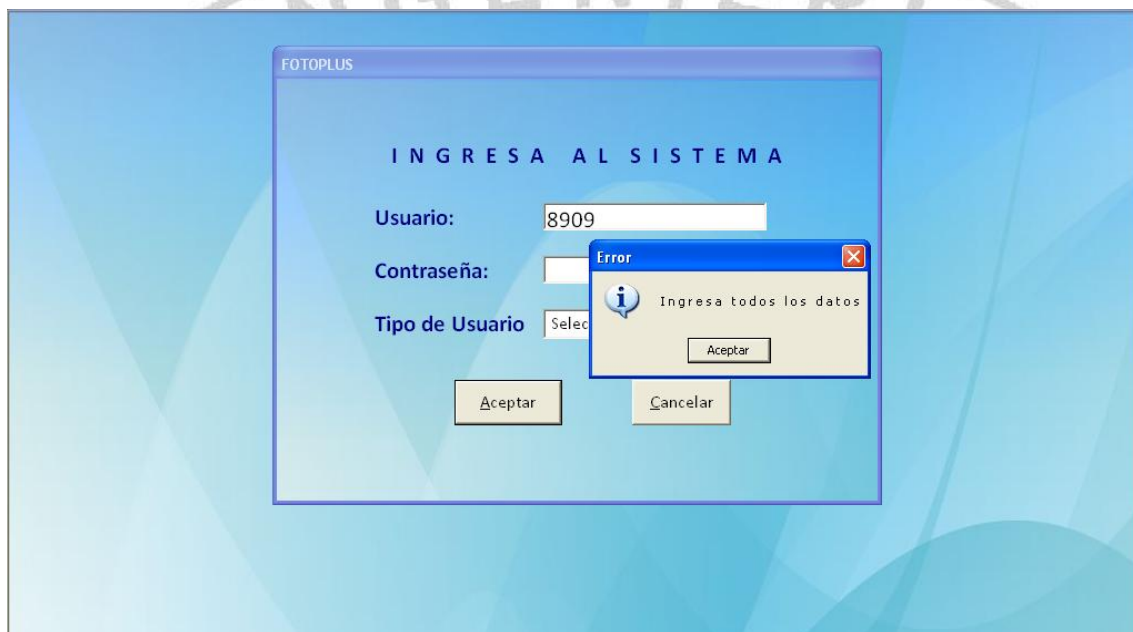 FOTOPLUS
INGRESA AL SISTEMA
Usuario: 8909
Error
Contraseña:
Ingresa todos los datos
Tipo de Usuario
Aceptar
Aceptar
Cancelar